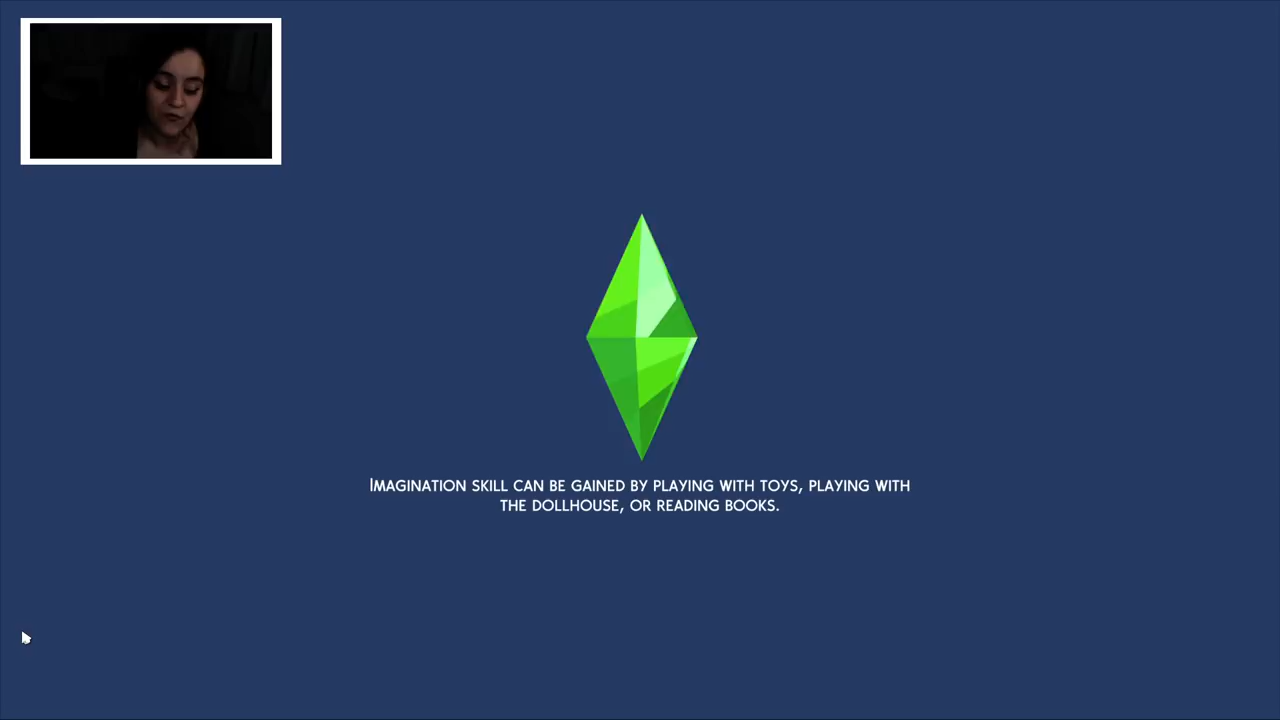 IMAGINATION SKILL CAN BE GAINED BY PLAYING WITH TOYS, PLAYING WITH
THE DOLLHOUSE, OR READING BOOKS.